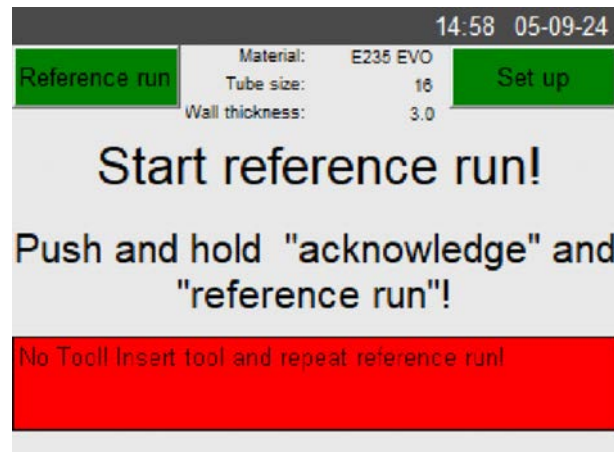 14:58 05-09-24
Reference run
Material: E235 EVO
Tube size: 16
Wall thickness: 3.0
Set up
Start reference run!
Push and hold "acknowledge" and
"reference run"!
No Tool! Insert tool and repeat reference run!